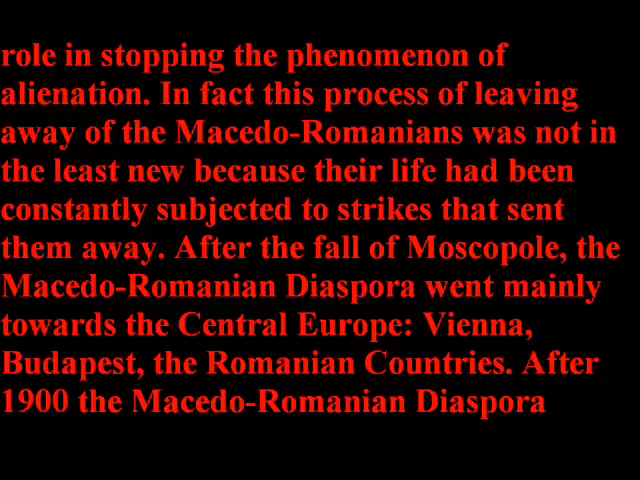 role in stopping the phenomenon of
alienation. In fact this process of leaving
away of the Macedo-Romanians was not in
the least new because their life had been
constantly subjected to strikes that sent
them away. After the fall of Moscopole, the
Macedo-Romanian Diaspora went mainly
towards the Central Europe: Vienna,
Budapest, the Romanian Countries. After
1900 the Macedo-Romanian Diaspora